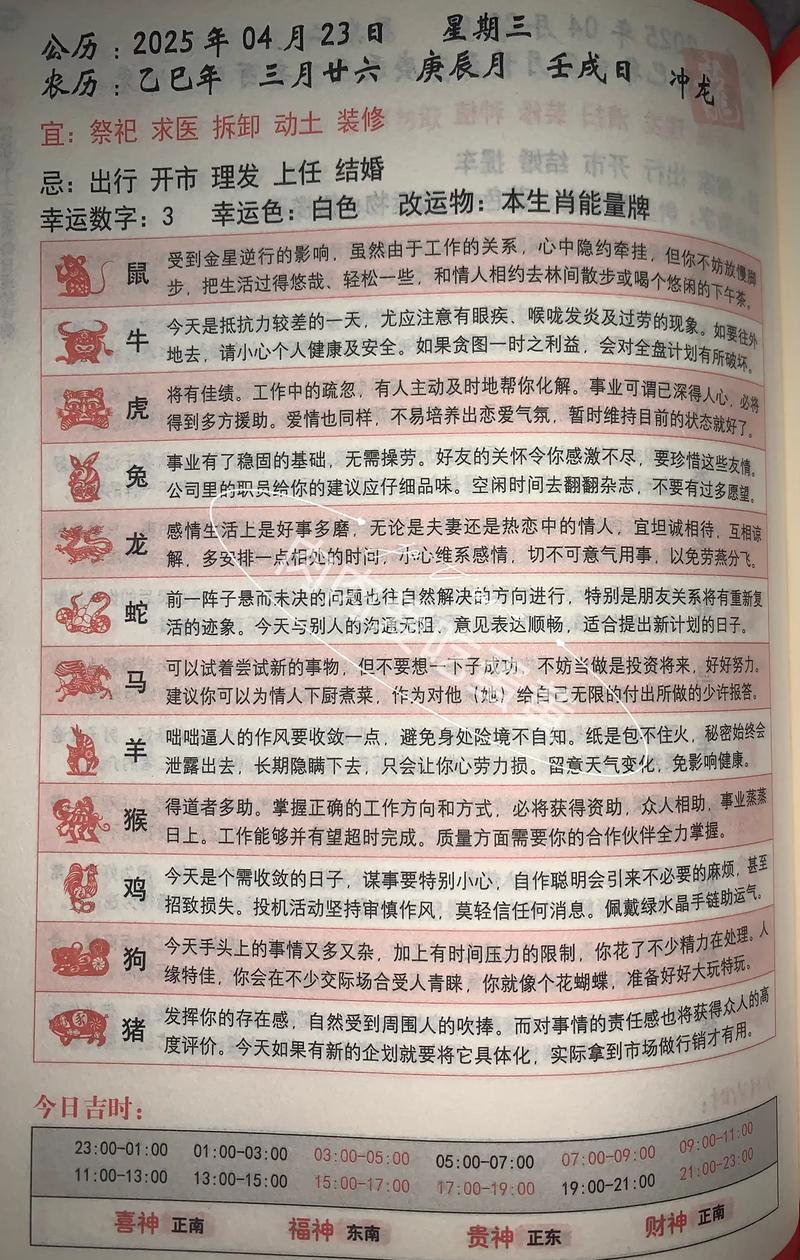 公历：2025年04月23日 星期三
农历：乙巳年 三月廿六 庚辰月 壬戌日 冲龙
宜：祭祀 求医 拆卸 动土 装修
忌：出行 开市 理发 上任 结婚
幸运数字：3 幸运色：白色 改运物：本生肖能量牌
鼠
受到金星逆行的影响，虽然由于工作的关系，心中隐约牵挂，但你不妨放慢脚
步，把生活过得悠哉、轻松一些，和情人相约去林间散步或喝个悠闲的下午茶。
牛
今天是抵抗力较差的一天，尤应注意有眼疾、喉咙发炎及过劳的现象。如要往外
地去，请小心个人健康及安全。如果贪图一时之利益，会对全盘计划有所破坏。
虎
将有佳绩。工作中的疏忽，有人主动及时地帮你化解。事业可谓已深得人心，必将
得到多方援助。爱情也同样，不易培养出恋爱气氛，暂时维持目前的状态就好了。
兔
事业有了稳固的基础，无需操劳。好友的关怀令你感激不尽，要珍惜这些友情。
公司里的职员给你的建议应仔细品味。空闲时间去翻翻杂志，不要有过多愿望。
龙
感情生活上是好事多磨，无论是夫妻还是热恋中的情人，宜坦诚相待，互相谅
解，多安排一点相处的时间，小心维系感情，切不可意气用事，以免劳燕分飞。
蛇
前一阵子悬而未决的问题也往自然解决的方向进行，特别是朋友关系将有重新复
活的迹象。今天与别人的沟通无阻、意见表达顺畅，适合提出新计划的日子。
马
可以试着尝试新的事物，但不要想一下子成功，不妨当做是投资将来，好好努力。
建议你可以为情人下厨煮菜，作为对他（她）给自己无限的付出所做的少许报答。
羊
咄咄逼人的作风要收敛一点，避免身处险境不自知。纸是包不住火，秘密始终会
泄露出去，长期隐瞒下去，只会让你心劳力损。留意天气变化，免影响健康。
猴
得道者多助。掌握正确的工作方向和方式，必将获得资助，众人相助，事业蒸蒸
日上。工作能够并有望超时完成。质量方面需要你的合作伙伴全力掌握。
鸡
今天是个需收敛的日子，谋事要特别小心，自作聪明会引来不必要的麻烦，甚至
招致损失。投机活动坚持审慎作风，莫轻信任何消息。佩戴绿水晶手链助运气。
狗
今天手头上的事情又多又杂，加上有时间压力的限制，你花了不少精力在处理。人
缘特佳，你会在不少交际场合受人青睐，你就像个花蝴蝶，准备好好大玩特玩。
猪
发挥你的存在感，自然受到周围人的吹捧。而对事情的责任感也将获得众人的高
度评价。今天如果有新的企划就要将它具体化，实际拿到市场做行销才有用。
今日吉时：
23:00-01:00 01:00-03:00 03:00-05:00 05:00-07:00 07:00-09:00 09:00-11:00
11:00-13:00 13:00-15:00 15:00-17:00 17:00-19:00 19:00-21:00 21:00-23:00
喜神 正南 福神 东南 贵神 正东 财神 正南